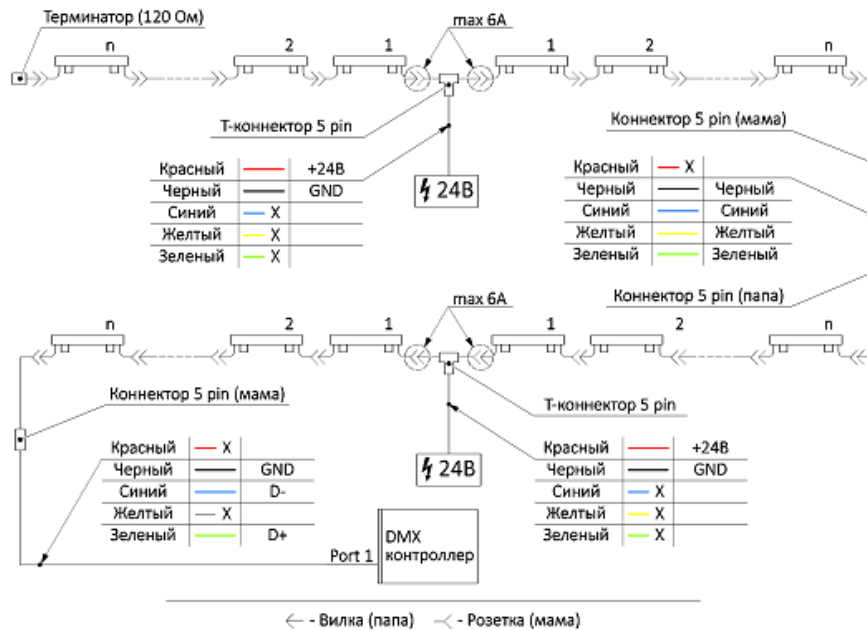 Терминатор (120 Ом)
n
2
1
max 6A
1
2
n
Т-коннектор 5 pin
Коннектор 5 pin (мама)
Красный +24В
Черный GND
Синий X
Желтый X
Зеленый X
24В
Красный X
Черный Черный
Синий Синий
Желтый Желтый
Зеленый Зеленый
Коннектор 5 pin (папа)
n
2
1
max 6A
1
2
n
Коннектор 5 pin (мама)
Т-коннектор 5 pin
Красный X
Черный GND
Синий D-
Желтый X
Зеленый D+
24В
Красный +24В
Черный GND
Синий X
Желтый X
Зеленый X
Port 1
DMX
контроллер
- Вилка (папа) - Розетка (мама)